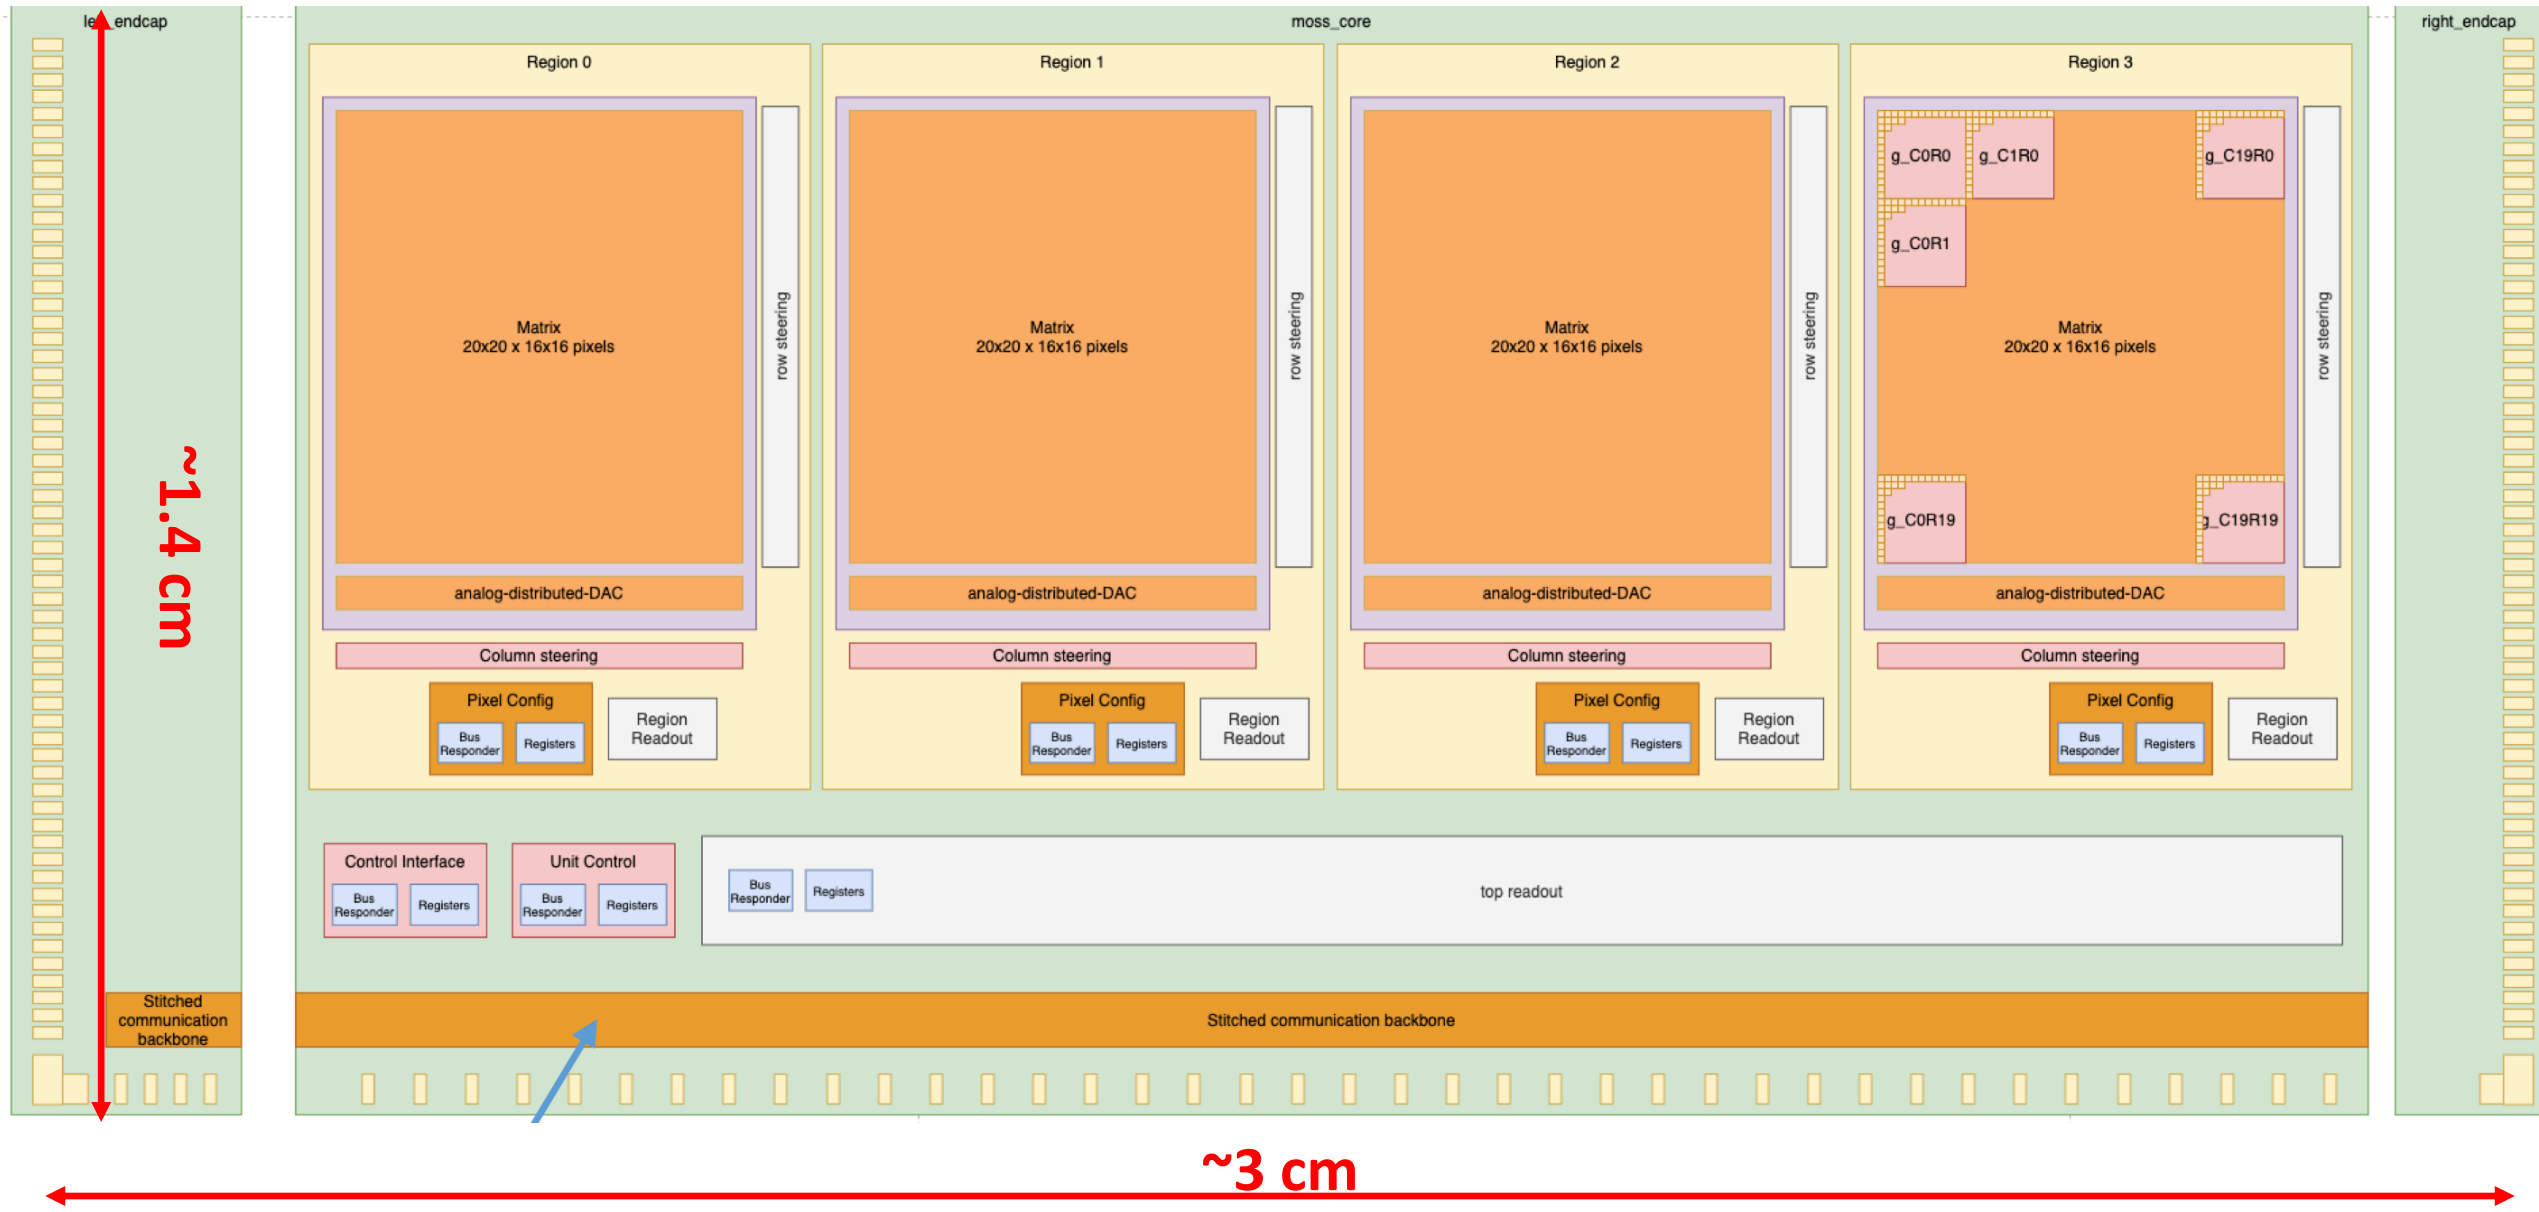 left_endcap
moss_core
right_endcap
Region 0
Region 1
Region 2
Region 3
g_C0R0
g_C1R0
g_C19R0
g_C0R1
Matrix
20x20 x 16x16 pixels
row steering
Matrix
20x20 x 16x16 pixels
row steering
Matrix
20x20 x 16x16 pixels
row steering
Matrix
20x20 x 16x16 pixels
row steering
g_C0R19
g_C19R19
~1.4 cm
analog-distributed-DAC
analog-distributed-DAC
analog-distributed-DAC
analog-distributed-DAC
Column steering
Column steering
Column steering
Column steering
Pixel Config
Bus
Responder
Registers
Region
Readout
Pixel Config
Bus
Responder
Registers
Region
Readout
Pixel Config
Bus
Responder
Registers
Region
Readout
Pixel Config
Bus
Responder
Registers
Region
Readout
Control Interface
Bus
Responder
Registers
Unit Control
Bus
Responder
Registers
Bus
Responder
Registers
top readout
Stitched
communication
backbone
Stitched communication backbone
~3 cm